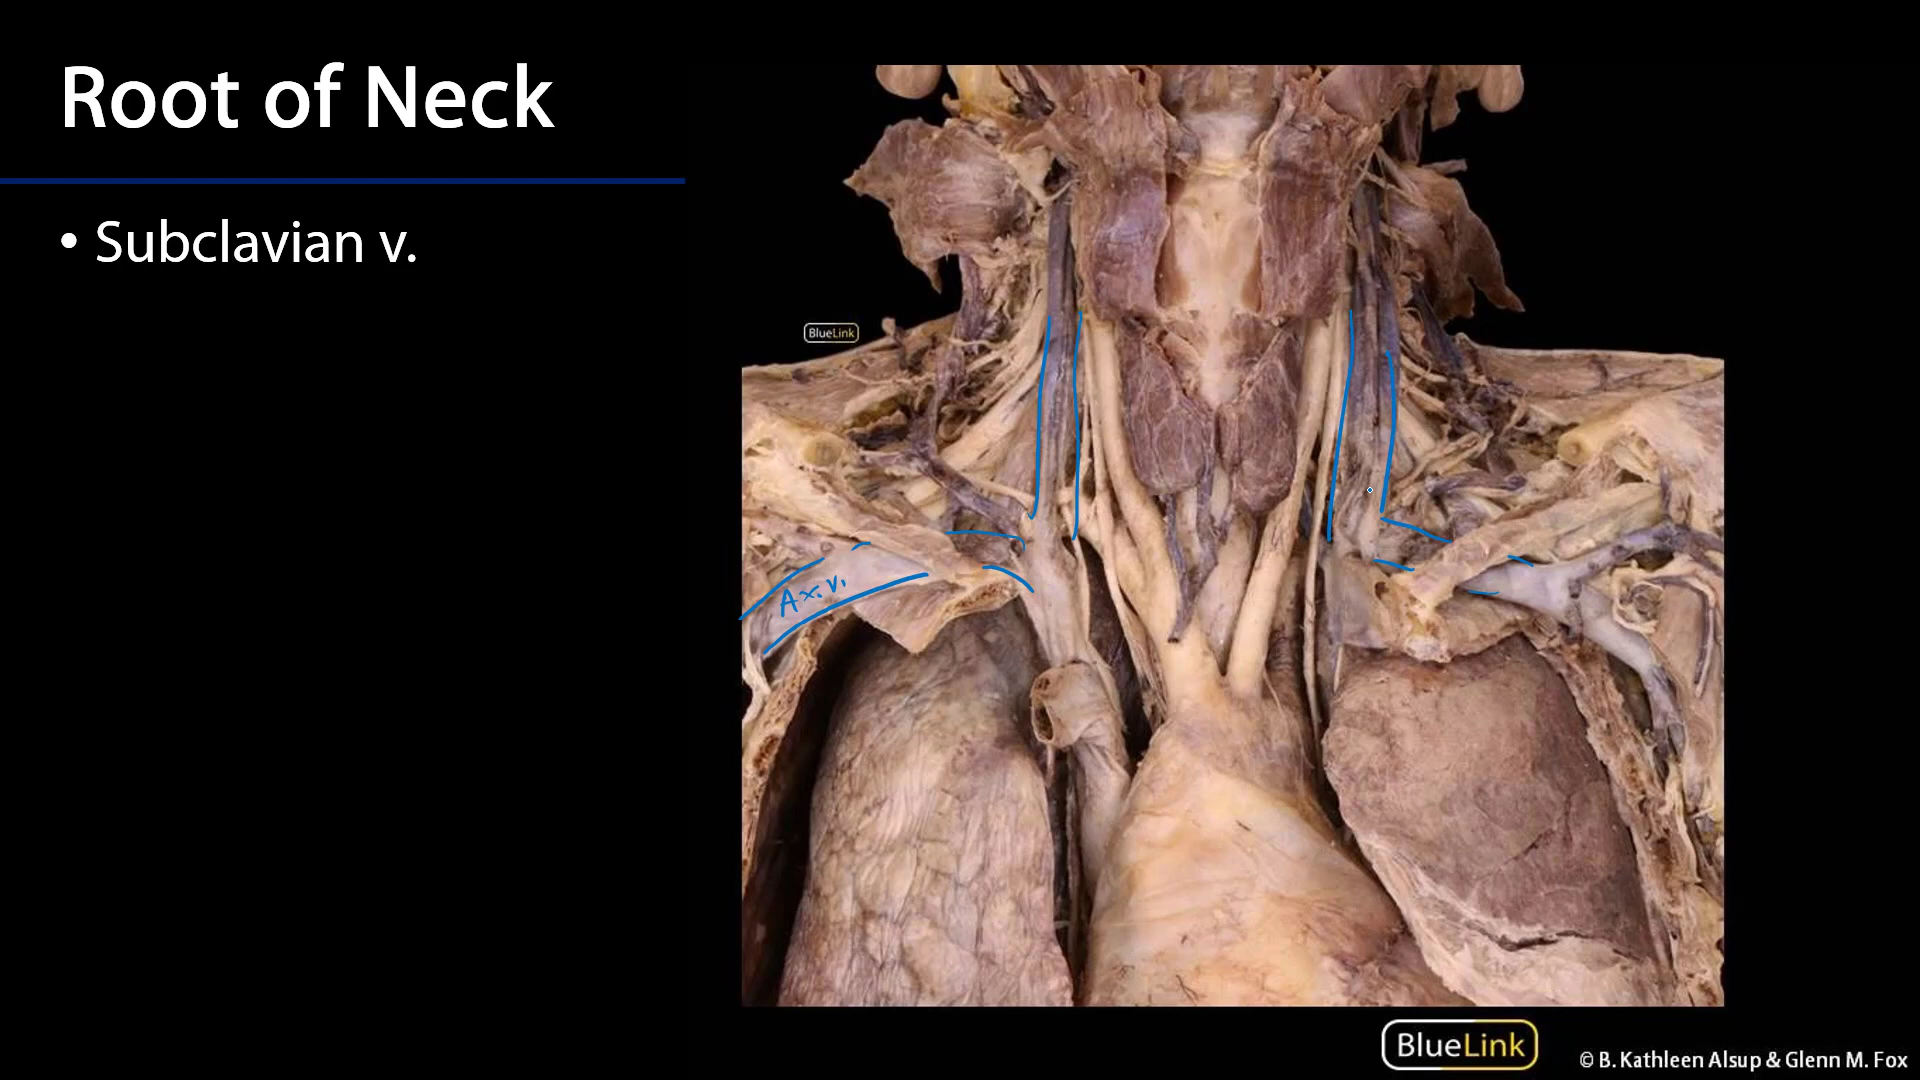 Root of Neck
• Subclavian v.
BlueLink
Ax. v.
BlueLink
© B. Kathleen Alsup & Glenn M. Fox